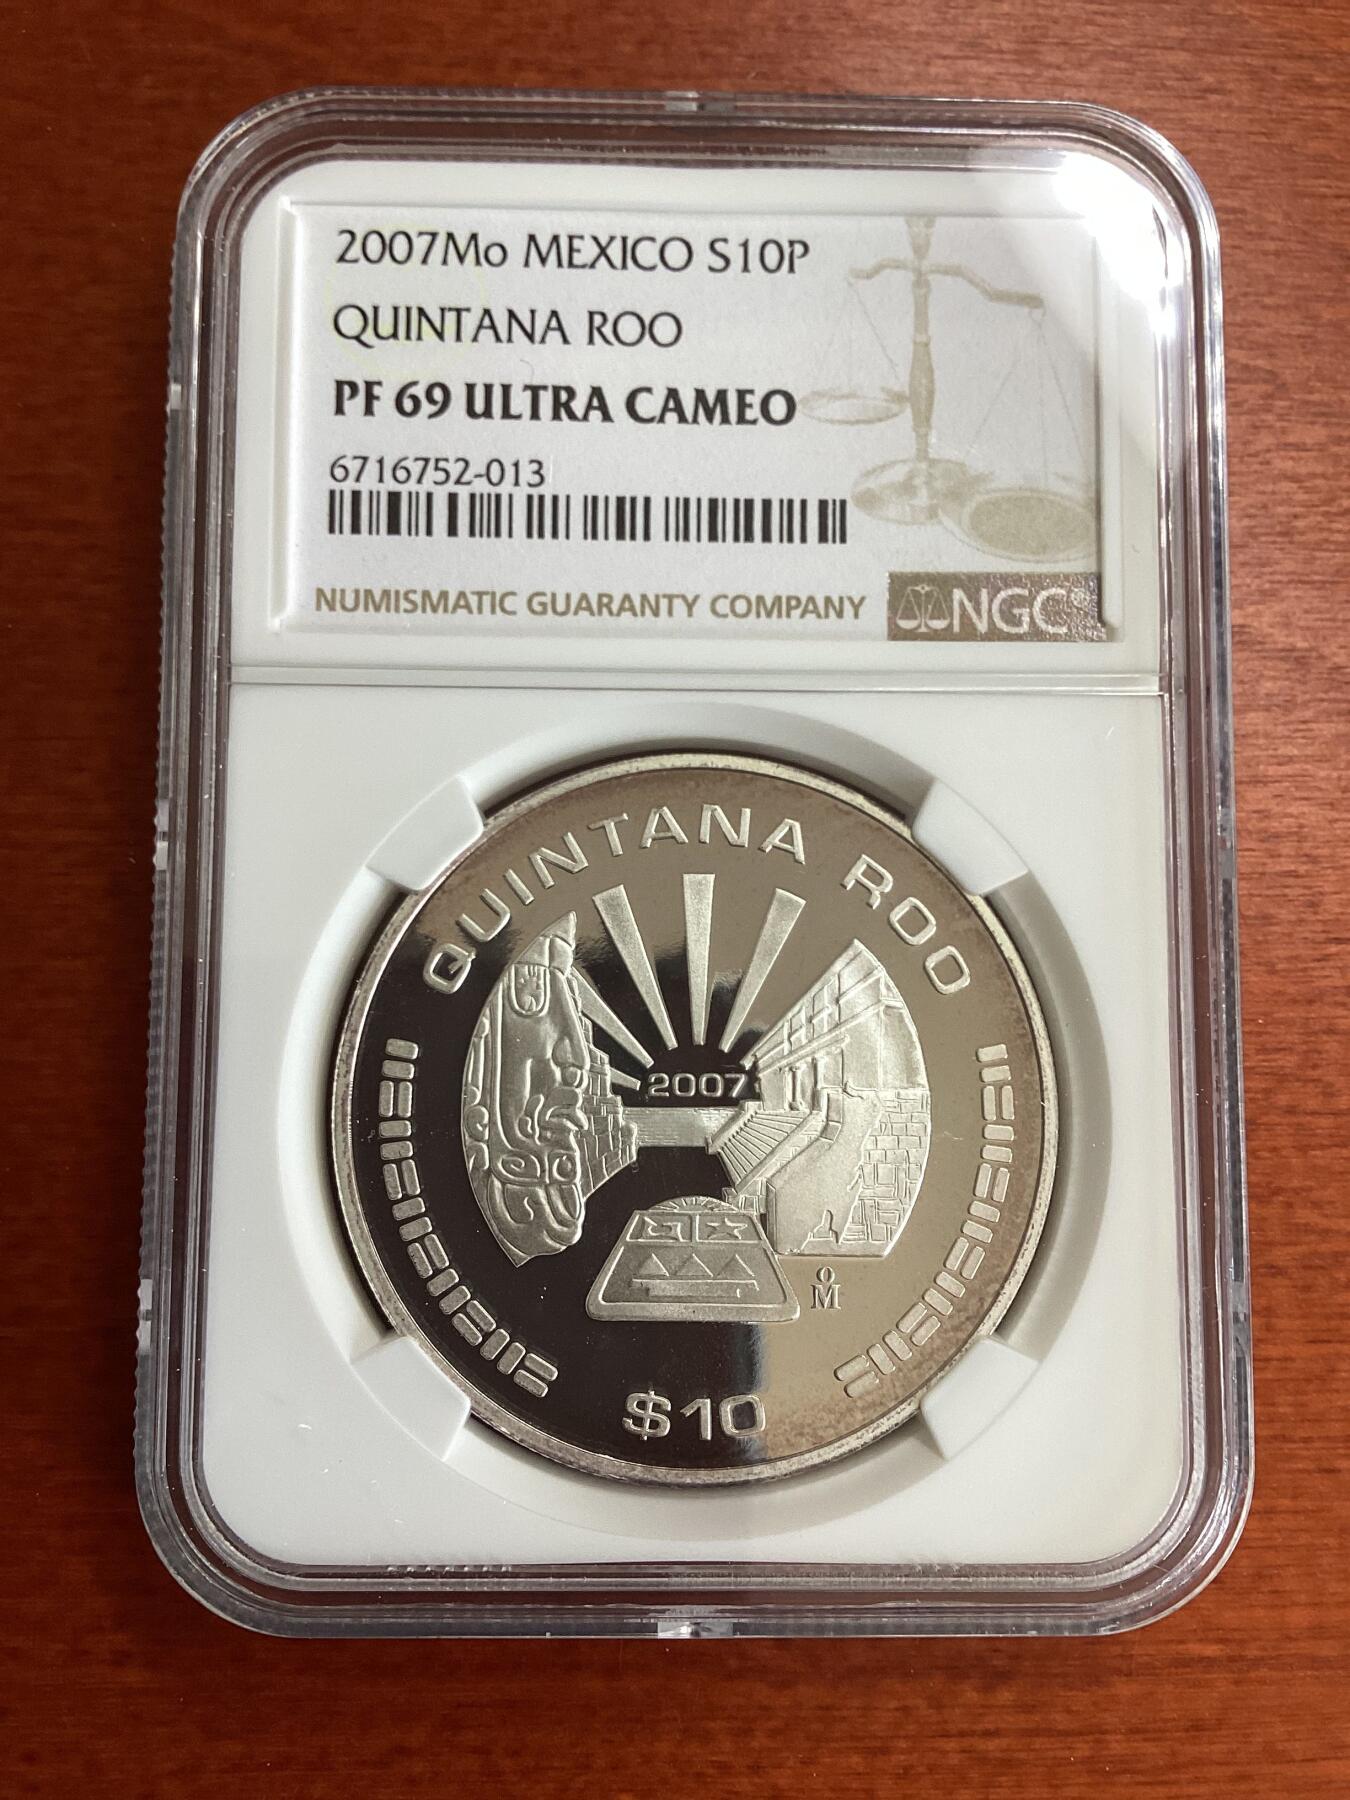 2007Mo MEXICO S10P
QUINTANA ROO
PF 69 ULTRA CAMEO
6716752-013
NUMISMATIC GUARANTY COMPANY
NGC
QUINTANA ROO
2007
oM
$10